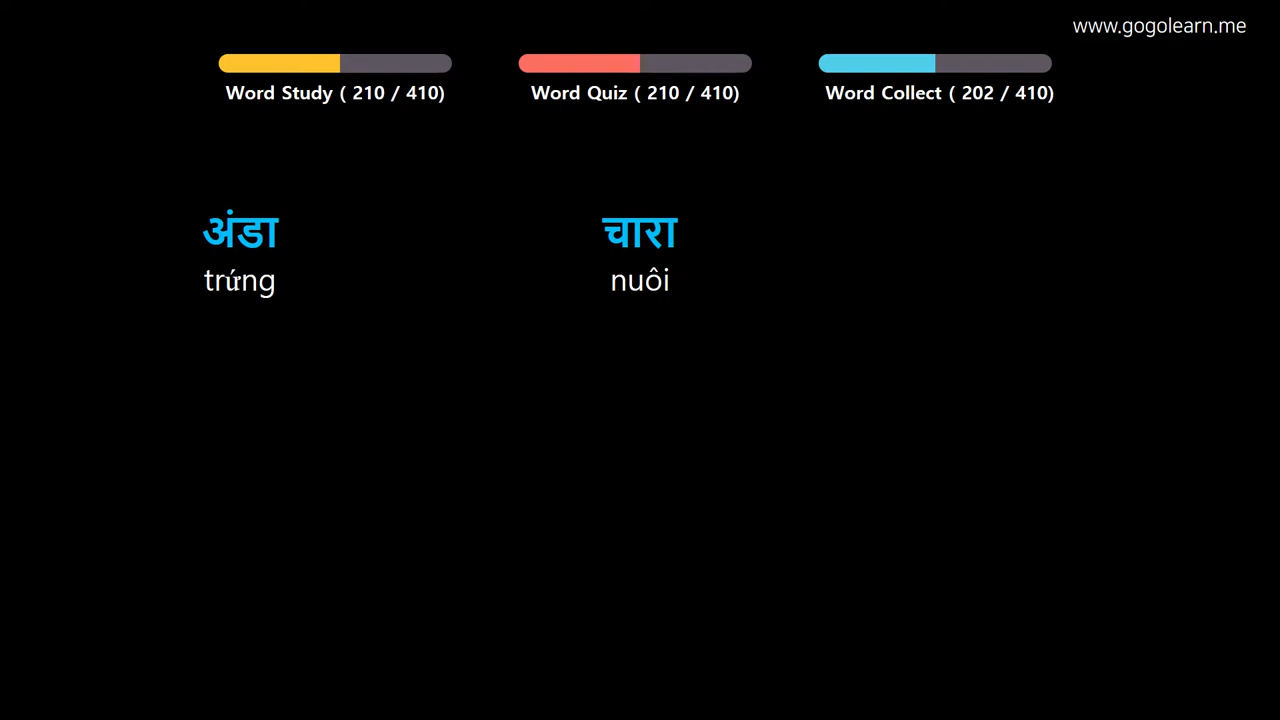 www.gogolearn.me
Word Study ( 210 / 410)
Word Quiz ( 210 / 410)
Word Collect ( 202 / 410)
अंडा
trứng
चारा
nuôi